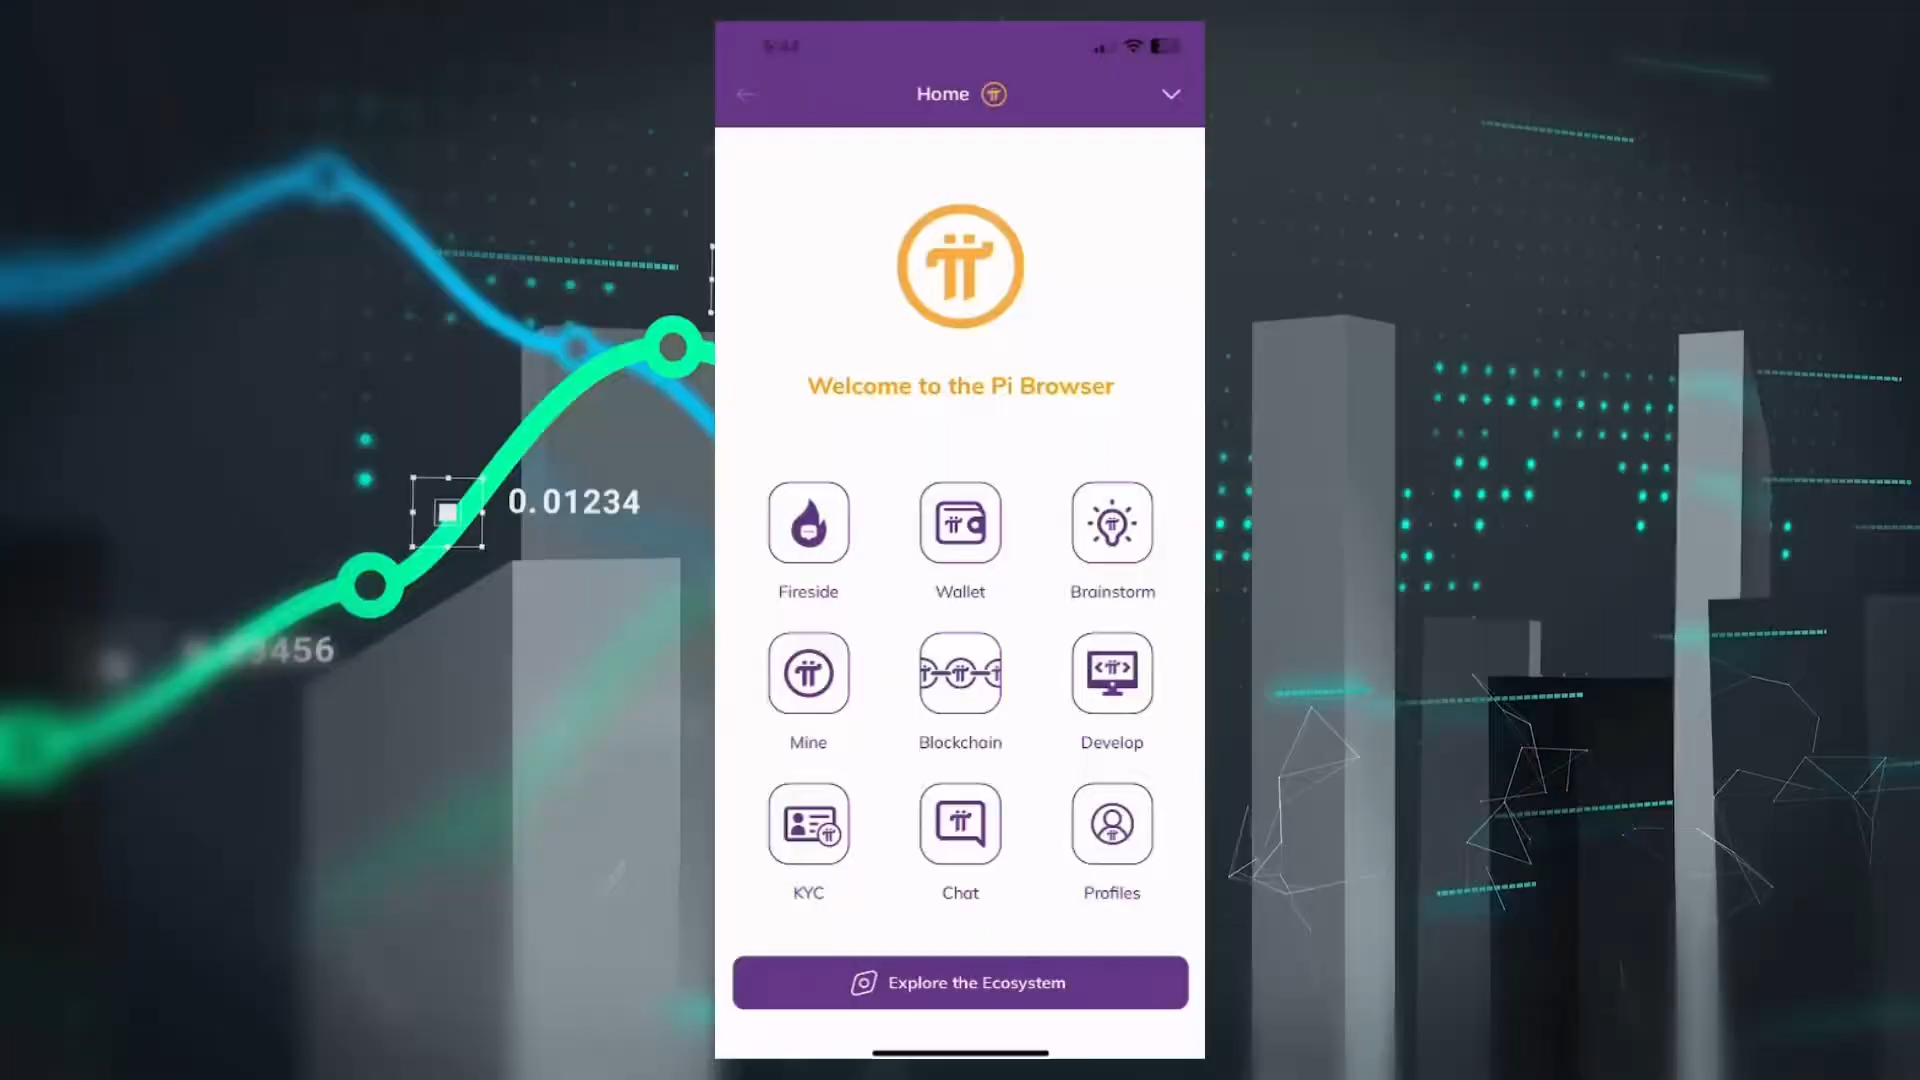 Home
Welcome to the Pi Browser
0.01234
Fireside
Wallet
Brainstorm
Mine
Blockchain
Develop
KYC
Chat
Profiles
Explore the Ecosystem